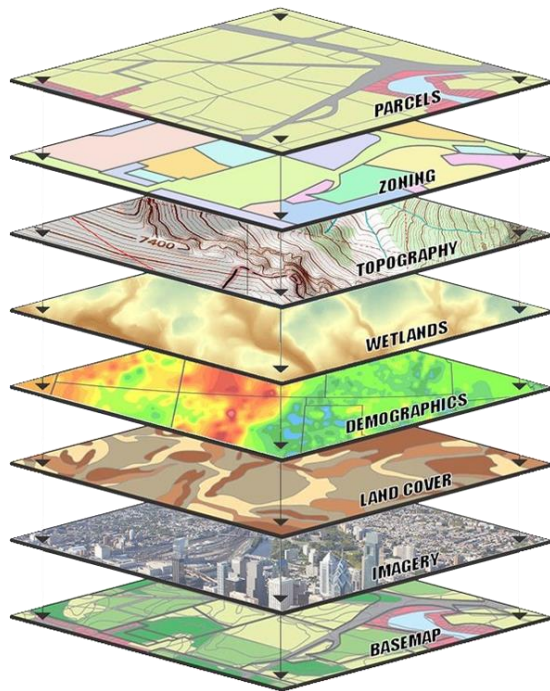 PARCELS
ZONING
7400
TOPOGRAPHY
WETLANDS
DEMOGRAPHICS
LAND COVER
IMAGERY
BASEMAP